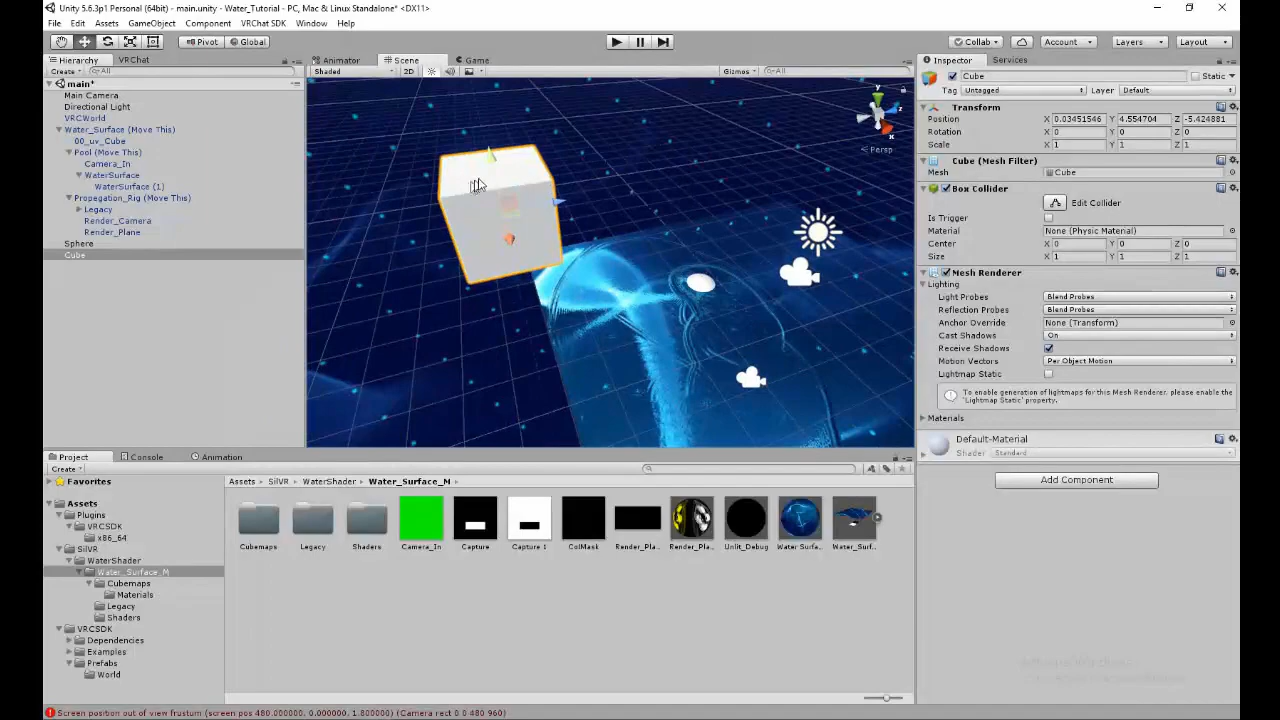 Unity 5.6.3p1 Personal (64bit) - main.unity - Water_Tutorial - PC, Mac & Linux Standalone* <DX11>
File Edit Assets GameObject Component VRChat SDK Window Help
Pivot Global Collab Account Layers Layout
Hierarchy VRChat
Create All
main*
Main Camera
Directional Light
VRCWorld
Water_Surface (Move This)
00_uv_Cube
Pool (Move This)
Camera_In
WaterSurface
WaterSurface (1)
Propegation_Rig (Move This)
Legacy
Render_Camera
Render_Plane
Sphere
Cube
Animator Scene Game
Shaded 2D Gizmos All
y
z
x
Persp
Inspector Services
Cube Static
Tag Untagged Layer Default
Transform
Position X 0.03451546 Y 4.554704 Z -5.424881
Rotation X 0 Y 0 Z 0
Scale X 1 Y 1 Z 1
Cube (Mesh Filter)
Mesh Cube
Box Collider
Edit Collider
Is Trigger
Material None (Physic Material)
Center X 0 Y 0 Z 0
Size X 1 Y 1 Z 1
Mesh Renderer
Lighting
Light Probes Blend Probes
Reflection Probes Blend Probes
Anchor Override None (Transform)
Cast Shadows On
Receive Shadows
Motion Vectors Per Object Motion
Lightmap Static
To enable generation of lightmaps for this Mesh Renderer, please enable the 'Lightmap Static' property.
Materials
Default-Material
Shader Standard
Add Component
Project Console Animation
Create
Favorites
Assets
Plugins
VRCSDK
x86_64
SilVR
WaterShader
Water_Surface_M
Cubemaps
Materials
Legacy
Shaders
VRCSDK
Dependencies
Examples
Prefabs
World
Assets SilVR WaterShader Water_Surface_M
Camera_In
Capture
Capture 1
ColMask
Render_Pla...
Render_Pla...
Unlit_Debug
Water Surfa...
Water_Surf...
Cubemaps
Legacy
Shaders
Screen position out of view frustum (screen pos 480.000000, 0.000000, 1.800000) (Camera rect 0 0 480 960)